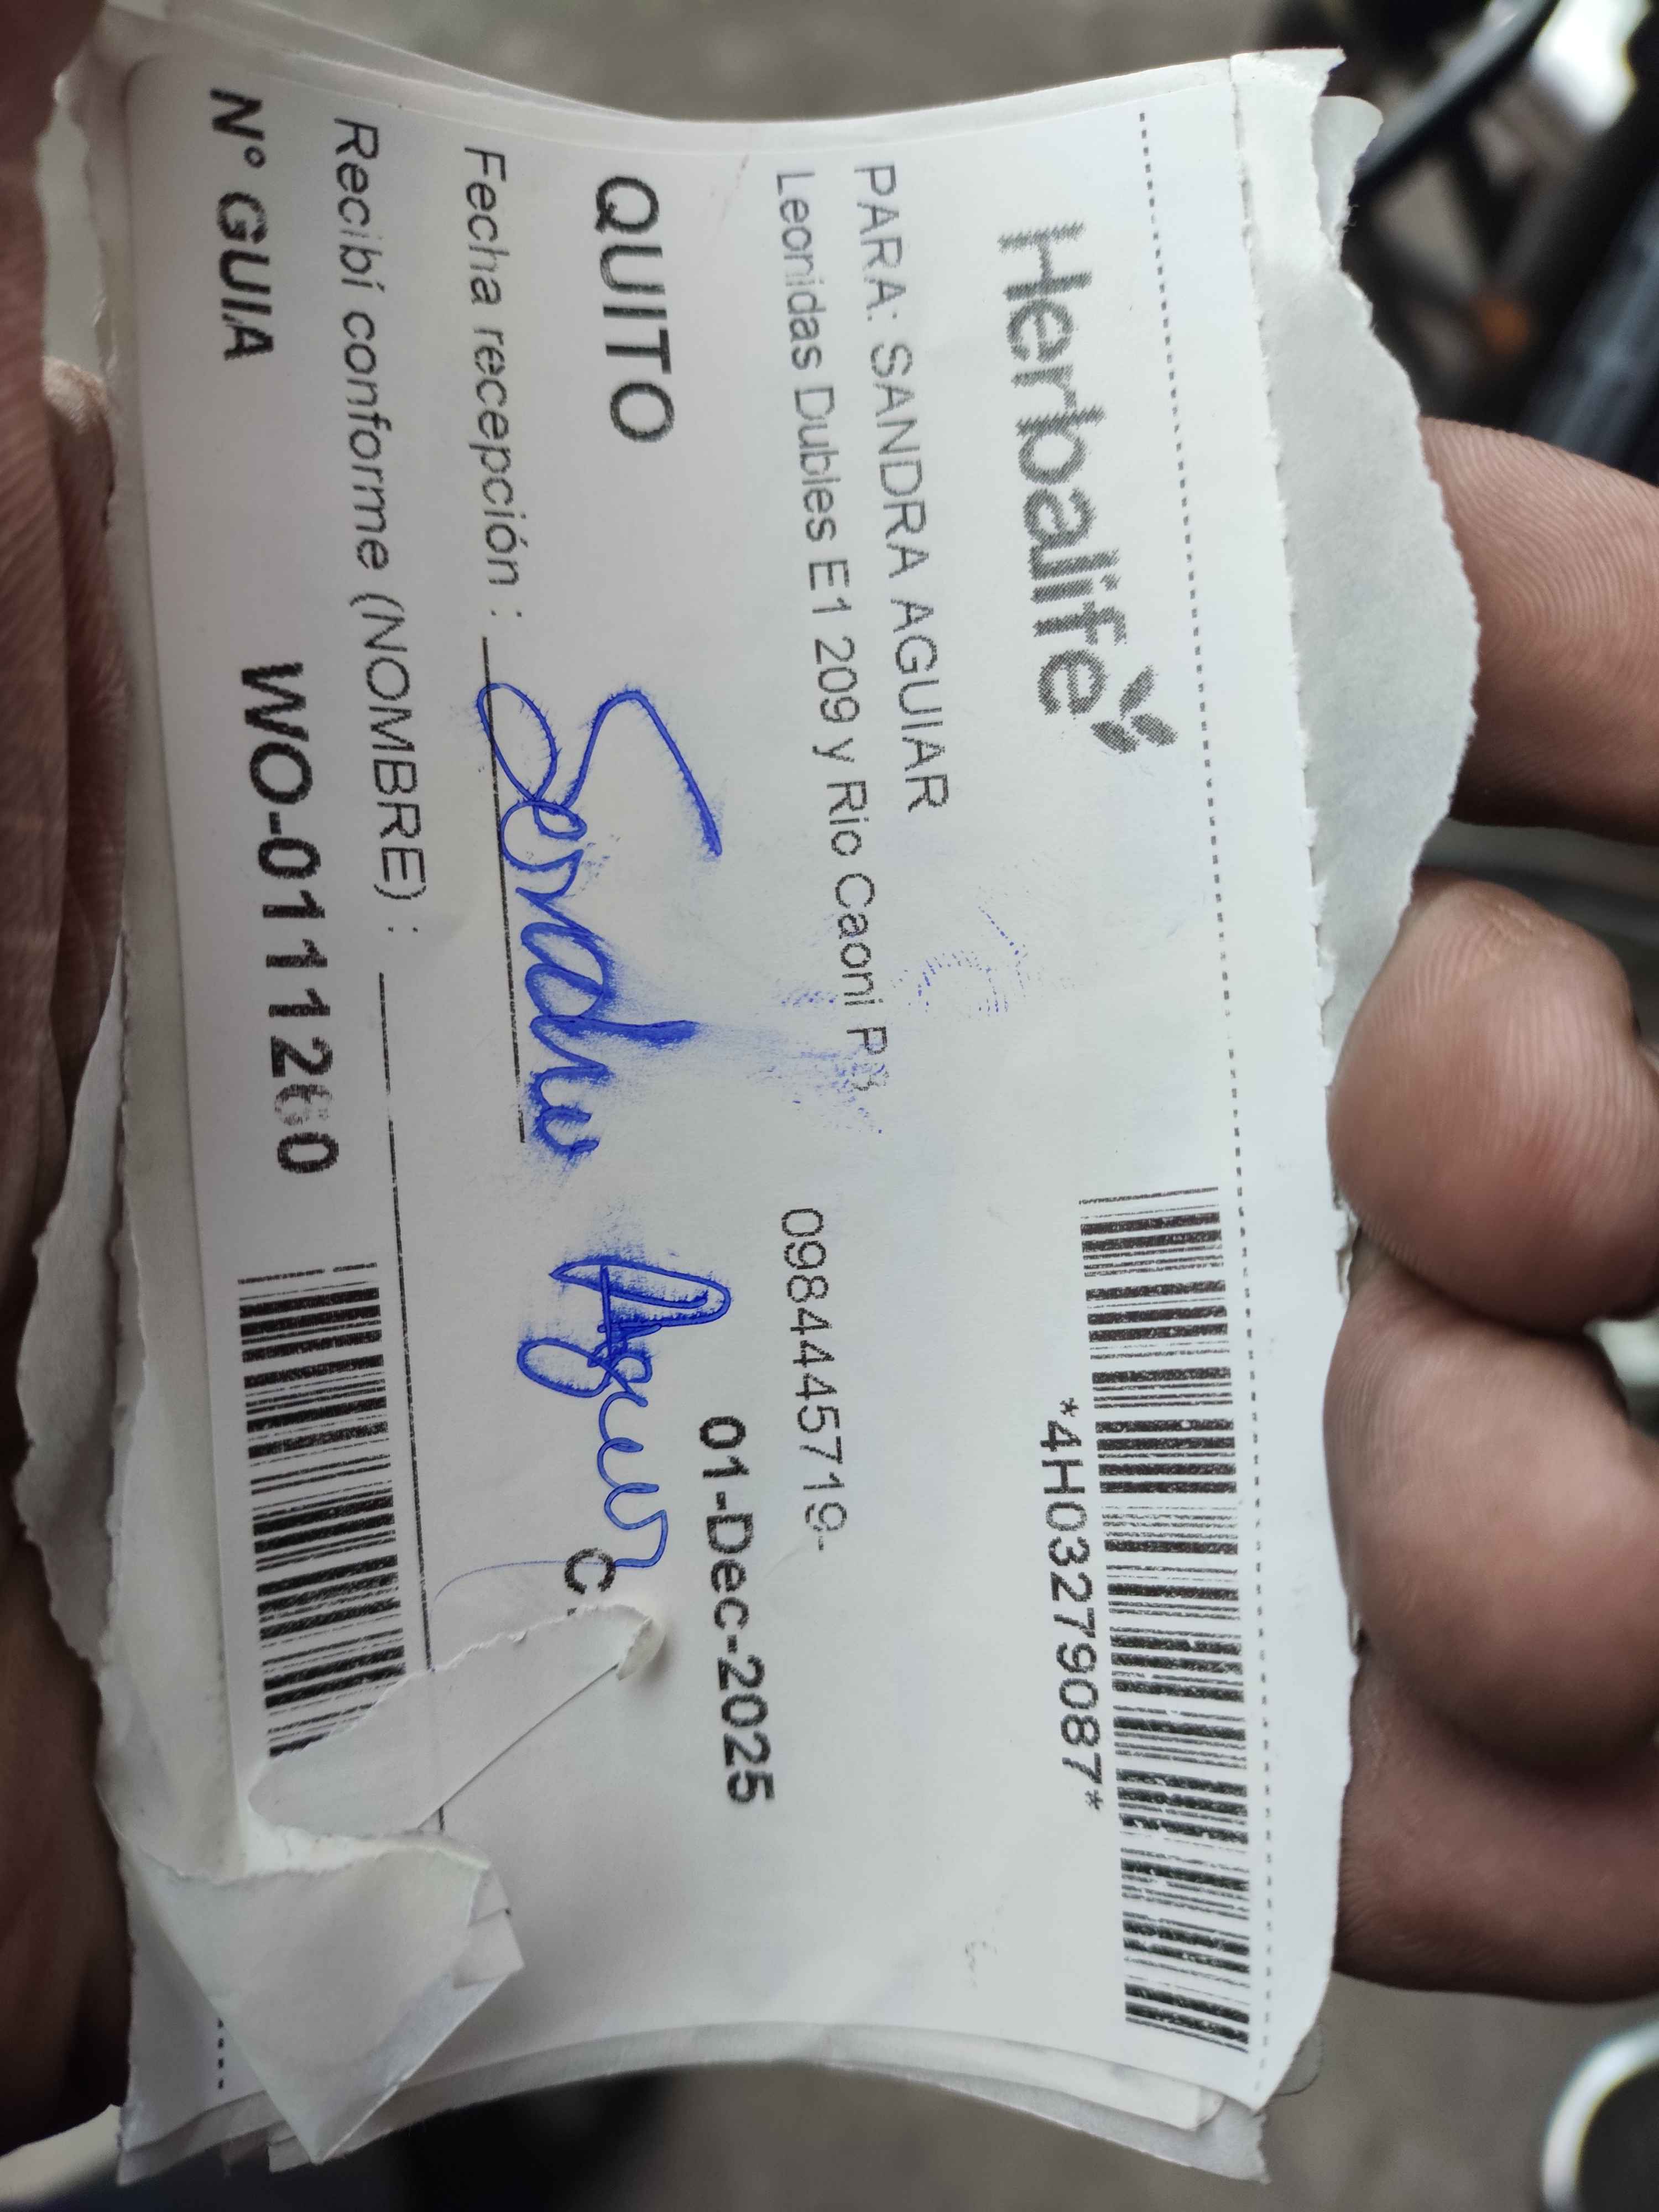 Herbalife
*4H03279087*
PARA: SANDRA AGUIAR
Leonidas Dubles E1 209 y Rio Caoni P3
0984445719-
QUITO
01-Dec-2025
Fecha recepción :
Sandra Aguiar
C.
Recibí conforme (NOMBRE) :
N° GUIA
WO-0111260